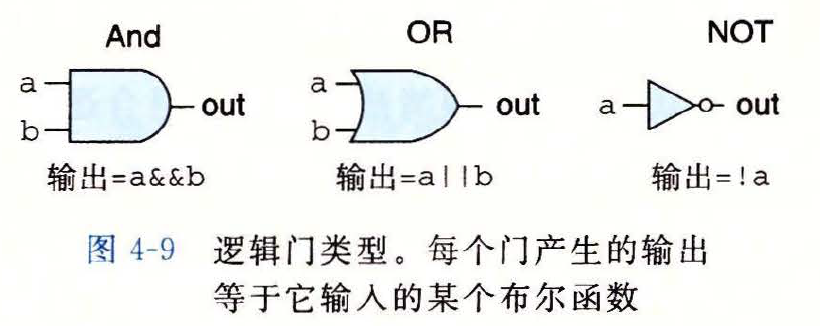 And OR NOT
a a
out out a out
b b
输出=a&&b 输出=a||b 输出=!a
图 4-9 逻辑门类型。每个门产生的输出
等于它输入的某个布尔函数